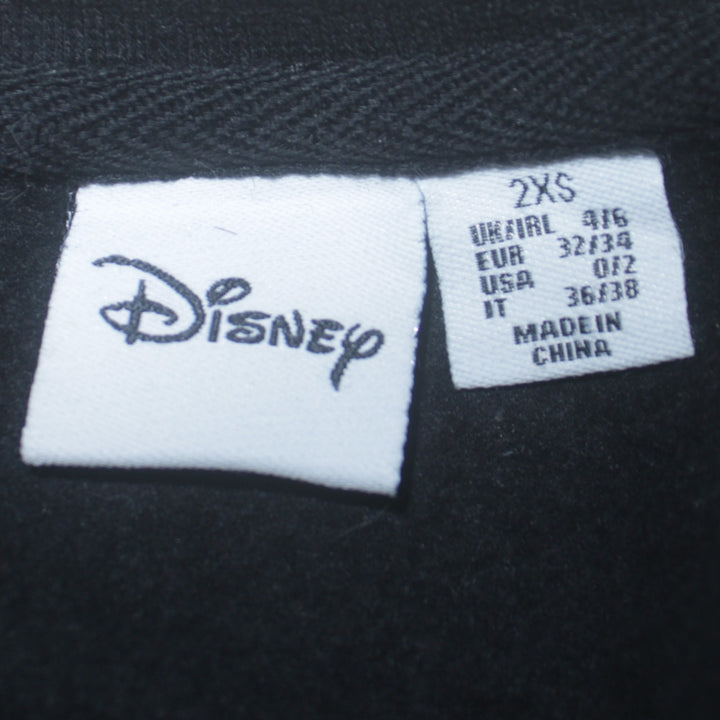 Disney
2XS
UK/IRL 4/6
EUR 32/34
USA 0/2
IT 36/38
MADE IN
CHINA